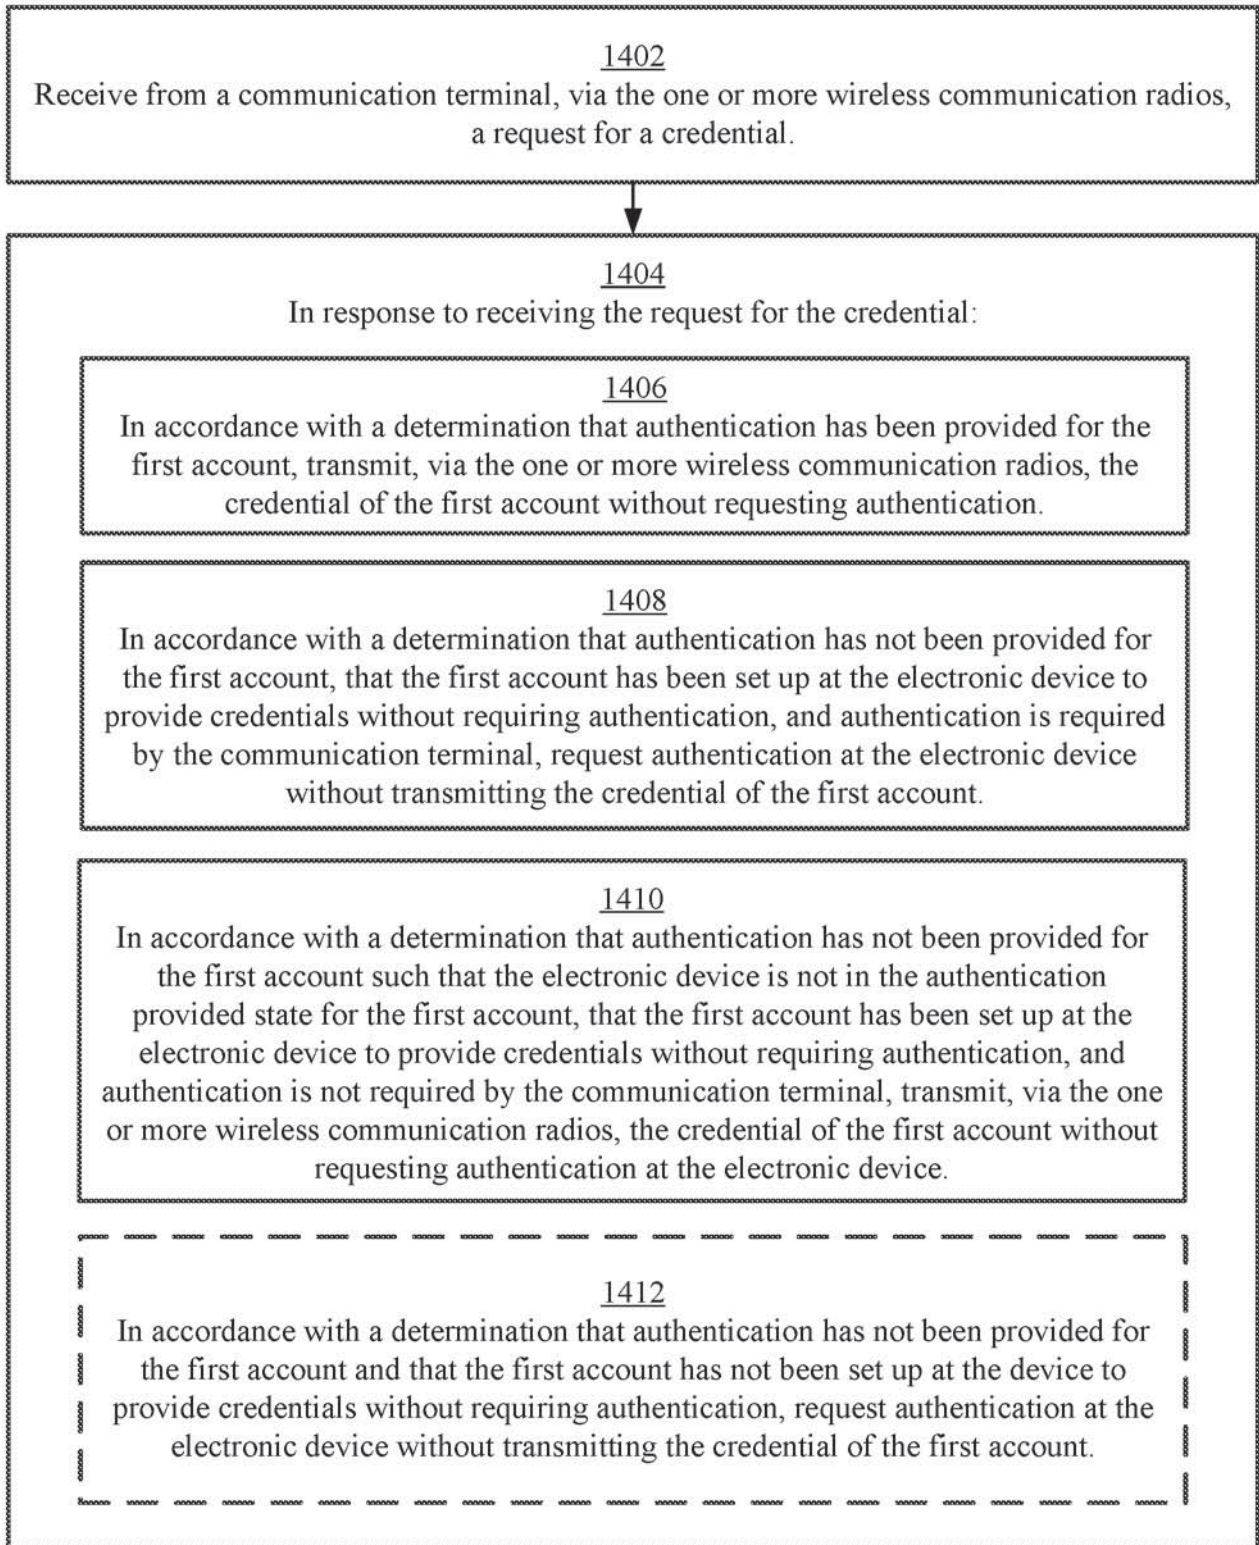 1402
Receive from a communication terminal, via the one or more wireless communication radios,
a request for a credential.
1404
In response to receiving the request for the credential:
1406
In accordance with a determination that authentication has been provided for the
first account, transmit, via the one or more wireless communication radios, the
credential of the first account without requesting authentication.
1408
In accordance with a determination that authentication has not been provided for
the first account, that the first account has been set up at the electronic device to
provide credentials without requiring authentication, and authentication is required
by the communication terminal, request authentication at the electronic device
without transmitting the credential of the first account.
1410
In accordance with a determination that authentication has not been provided for
the first account such that the electronic device is not in the authentication
provided state for the first account, that the first account has been set up at the
electronic device to provide credentials without requiring authentication, and
authentication is not required by the communication terminal, transmit, via the one
or more wireless communication radios, the credential of the first account without
requesting authentication at the electronic device.
1412
In accordance with a determination that authentication has not been provided for
the first account and that the first account has not been set up at the device to
provide credentials without requiring authentication, request authentication at the
electronic device without transmitting the credential of the first account.